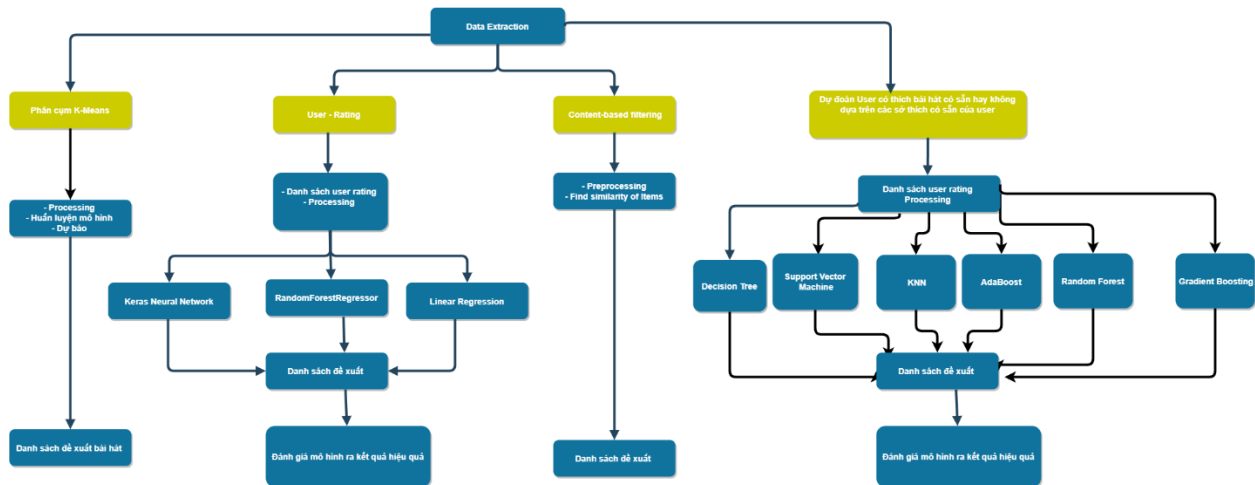 Data Extraction
Phân cụm K-Means
User - Rating
Content-based filtering
Dự đoán User có thích bài hát có sẵn hay không
dựa trên các sở thích có sẵn của user
- Processing
- Huấn luyện mô hình
- Dự báo
- Danh sách user rating
- Processing
- Preprocessing
- Find similarity of items
Danh sách user rating
Processing
Keras Neural Network
RandomForestRegressor
Linear Regression
Decision Tree
Support Vector
Machine
KNN
AdaBoost
Random Forest
Gradient Boosting
Danh sách đề xuất
Danh sách đề xuất
Danh sách đề xuất bài hát
Đánh giá mô hình ra kết quả hiệu quả
Danh sách đề xuất
Đánh giá mô hình ra kết quả hiệu quả